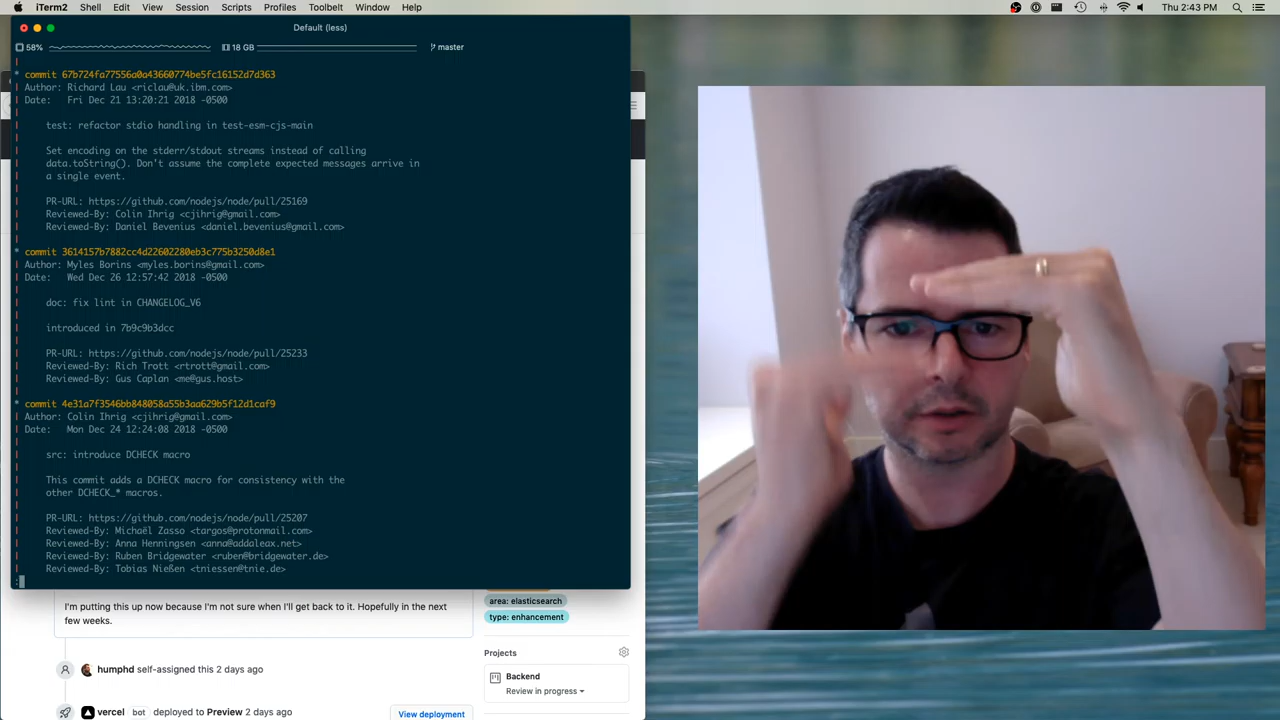 iTerm2 Shell Edit View Session Scripts Profiles Toolbelt Window Help
Thu 2:43 PM
Default (less)
58% 18 GB master
* commit 67b724fa77556a0a43660774be5fc16152d7d363
| Author: Richard Lau <riclau@uk.ibm.com>
| Date: Fri Dec 21 13:20:21 2018 -0500
|
| test: refactor stdio handling in test-esm-cjs-main
|
| Set encoding on the stderr/stdout streams instead of calling
| data.toString(). Don't assume the complete expected messages arrive in
| a single event.
|
| PR-URL: https://github.com/nodejs/node/pull/25169
| Reviewed-By: Colin Ihrig <cjihrig@gmail.com>
| Reviewed-By: Daniel Bevenius <daniel.bevenius@gmail.com>
|
* commit 3614157b7882cc4d22602280eb3c775b3250d8e1
| Author: Myles Borins <myles.borins@gmail.com>
| Date: Wed Dec 26 12:57:42 2018 -0500
|
| doc: fix lint in CHANGELOG_V6
|
| introduced in 7b9c9b3dcc
|
| PR-URL: https://github.com/nodejs/node/pull/25233
| Reviewed-By: Rich Trott <rtrott@gmail.com>
| Reviewed-By: Gus Caplan <me@gus.host>
|
* commit 4e31a7f3546bb848058a55b3aa629b5f12d1caf9
| Author: Colin Ihrig <cjihrig@gmail.com>
| Date: Mon Dec 24 12:24:08 2018 -0500
|
| src: introduce DCHECK macro
|
| This commit adds a DCHECK macro for consistency with the
| other DCHECK_* macros.
|
| PR-URL: https://github.com/nodejs/node/pull/25207
| Reviewed-By: Michaël Zasso <targos@protonmail.com>
| Reviewed-By: Anna Henningsen <anna@addaleax.net>
| Reviewed-By: Ruben Bridgewater <ruben@bridgewater.de>
| Reviewed-By: Tobias Nießen <tniessen@tnie.de>
:
I'm putting this up now because I'm not sure when I'll get back to it. Hopefully in the next
few weeks.
area: elasticsearch
type: enhancement
Projects
Backend
Review in progress
humphd self-assigned this 2 days ago
vercel bot deployed to Preview 2 days ago
View deployment